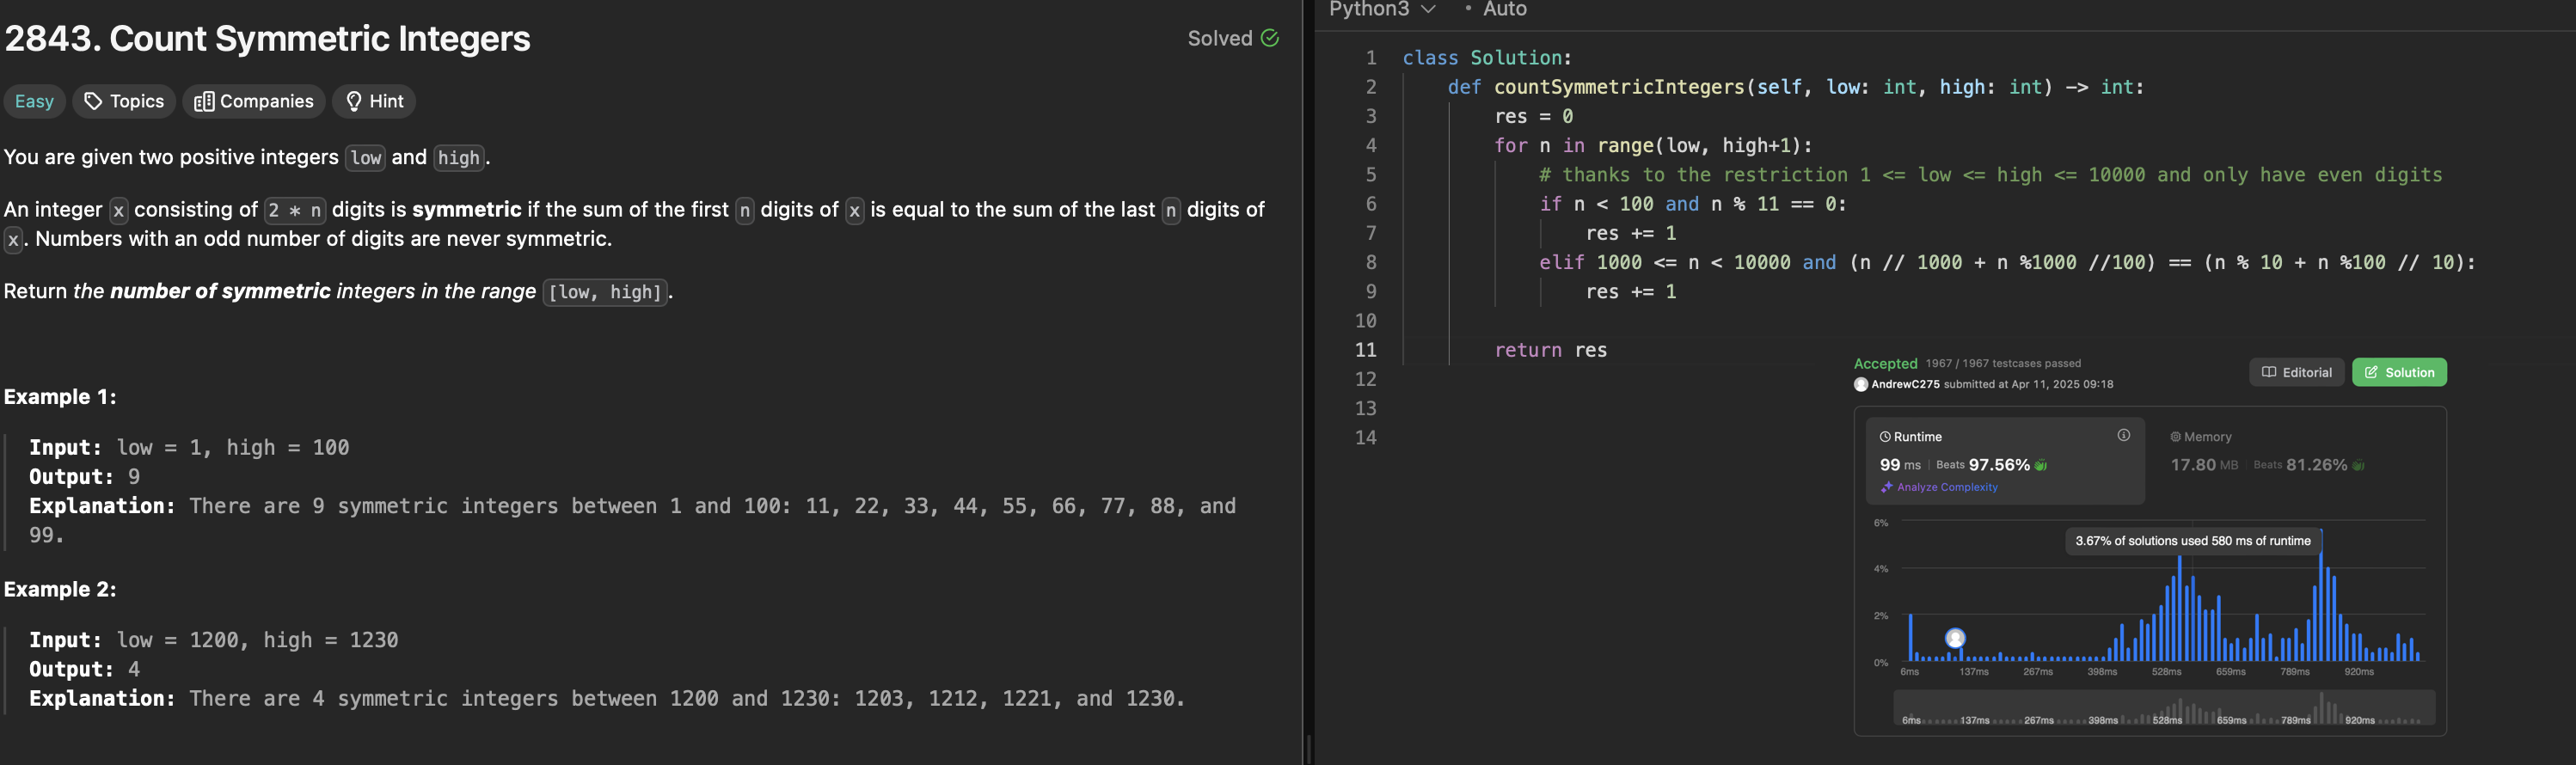 2843. Count Symmetric Integers
Solved
Easy Topics Companies Hint
You are given two positive integers low and high.
An integer x consisting of 2 * n digits is symmetric if the sum of the first n digits of x is equal to the sum of the last n digits of
x. Numbers with an odd number of digits are never symmetric.
Return the number of symmetric integers in the range [low, high].
Example 1:
Input: low = 1, high = 100
Output: 9
Explanation: There are 9 symmetric integers between 1 and 100: 11, 22, 33, 44, 55, 66, 77, 88, and
99.
Example 2:
Input: low = 1200, high = 1230
Output: 4
Explanation: There are 4 symmetric integers between 1200 and 1230: 1203, 1212, 1221, and 1230.
Python3 • Auto
1 class Solution:
2 def countSymmetricIntegers(self, low: int, high: int) -> int:
3 res = 0
4 for n in range(low, high+1):
5 # thanks to the restriction 1 <= low <= high <= 10000 and only have even digits
6 if n < 100 and n % 11 == 0:
7 res += 1
8 elif 1000 <= n < 10000 and (n // 1000 + n %1000 //100) == (n % 10 + n %100 // 10):
9 res += 1
10
11 return res
12
13
14
Accepted 1967 / 1967 testcases passed
AndrewC275 submitted at Apr 11, 2025 09:18
Editorial Solution
Runtime
99 ms Beats 97.56%
Analyze Complexity
Memory
17.80 MB Beats 81.26%
3.67% of solutions used 580 ms of runtime
6%
4%
2%
0%
6ms 137ms 267ms 398ms 528ms 659ms 789ms 920ms
6ms 137ms 267ms 398ms 528ms 659ms 789ms 920ms